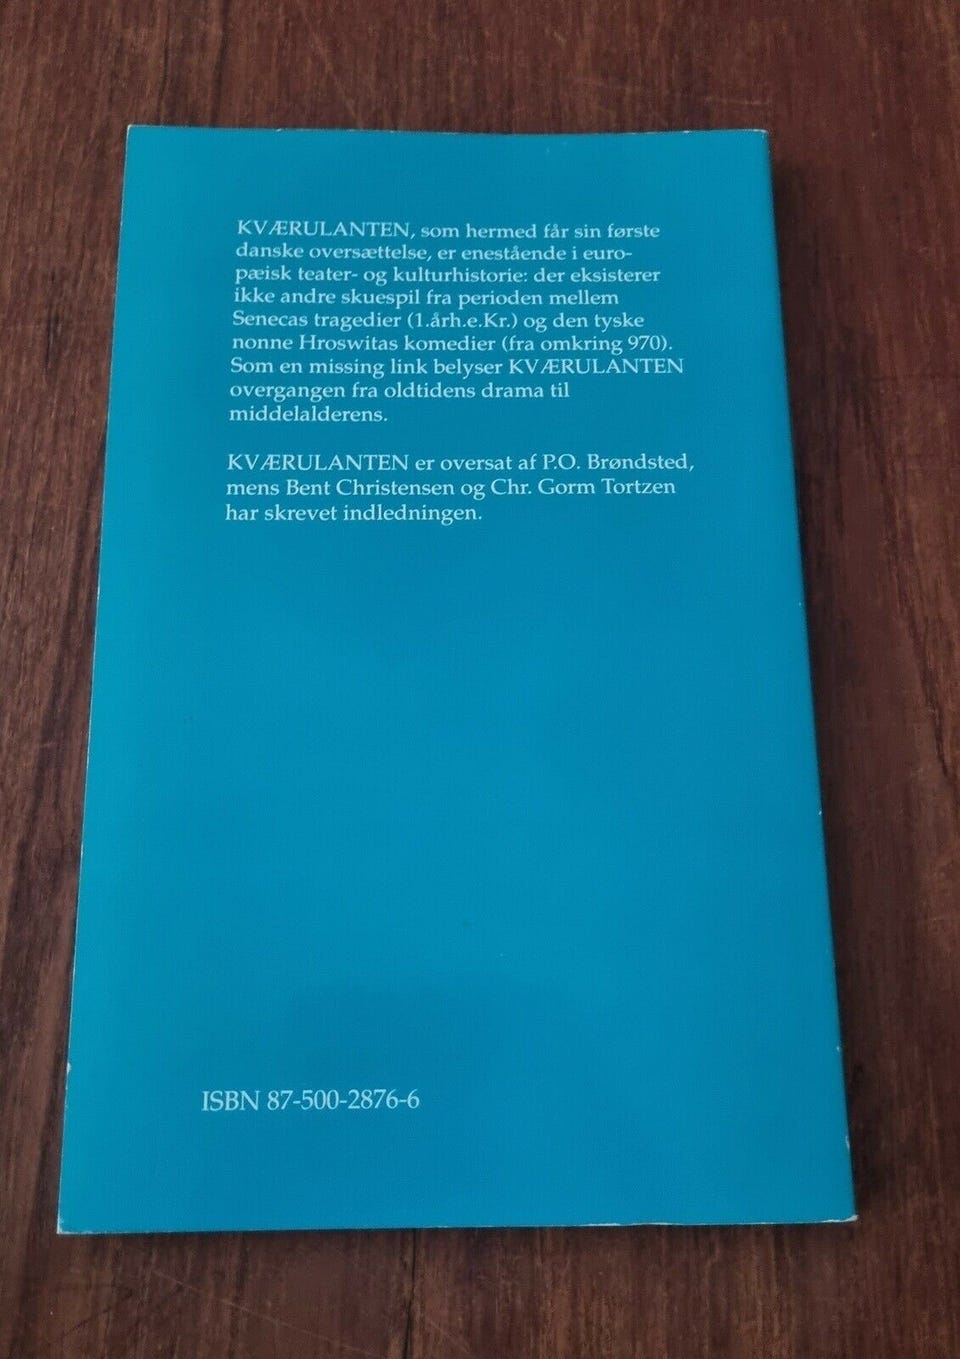 KVÆRULANTEN, som hermed får sin første
danske oversættelse, er enestående i euro-
pæisk teater- og kulturhistorie: der eksisterer
ikke andre skuespil fra perioden mellem
Senecas tragedier (1.årh.e.Kr.) og den tyske
nonne Hroswitas komedier (fra omkring 970).
Som en missing link belyser KVÆRULANTEN
overgangen fra oldtidens drama til
middelalderens.
KVÆRULANTEN er oversat af P.O. Brøndsted,
mens Bent Christensen og Chr. Gorm Tortzen
har skrevet indledningen.
ISBN 87-500-2876-6